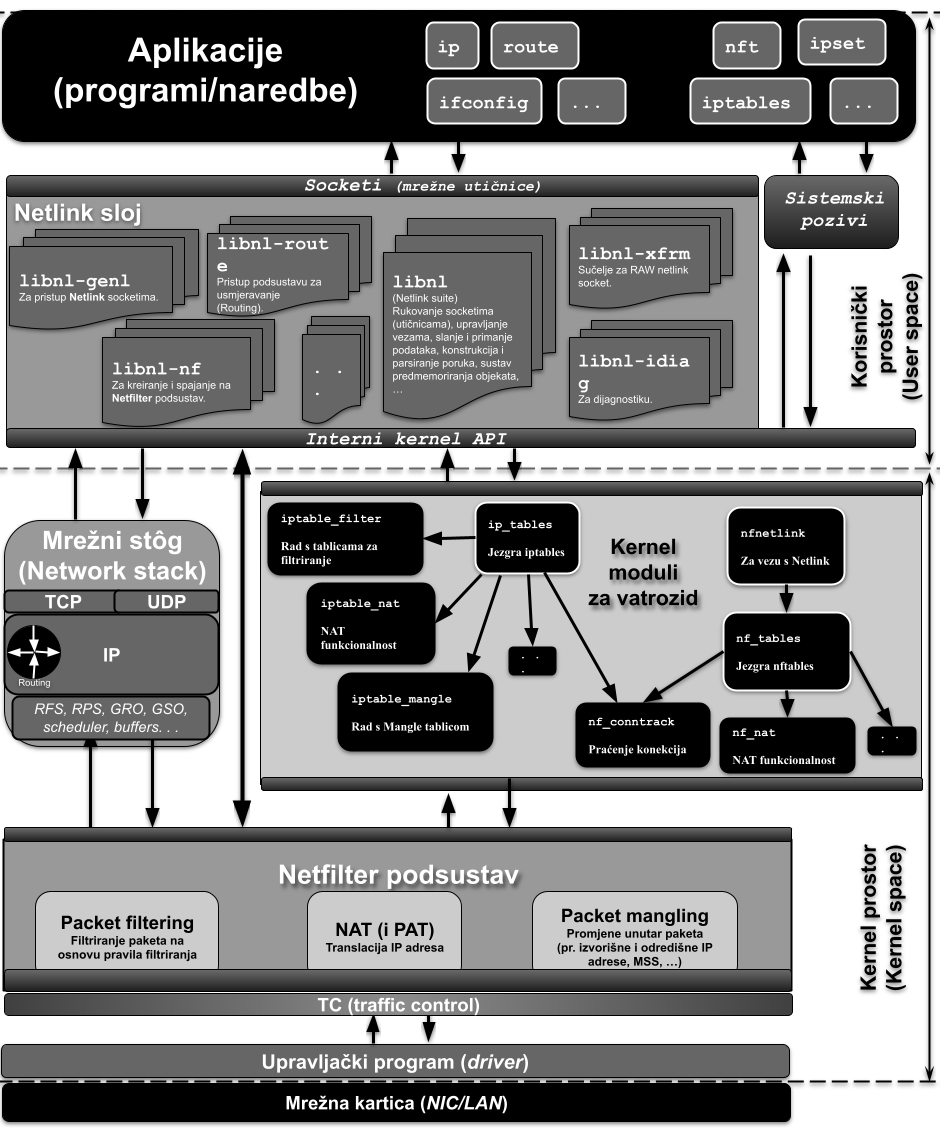 Aplikacije
(programi/naredbe)
ip
route
ifconfig
...
nft
ipset
iptables
...
Socketi (mrežne utičnice)
Sistemski
pozivi
Netlink sloj
libnl-genl
Za pristup Netlink socketima.
libnl-rout
e
Pristup podsustavu za
usmjeravanje
(Routing).
libnl
(Netlink suite)
Rukovanje socketima
(utičnicama), upravljanje
vezama, slanje i primanje
podataka, konstrukcija i
parsiranje poruka, sustav
predmemoriranja objekata,
...
libnl-xfrm
Sučelje za RAW netlink
socket.
libnl-nf
Za kreiranje i spajanje na
Netfilter podsustav.
. .
.
libnl-idia
g
Za dijagnostiku.
Interni kernel API
Korisnički
prostor
(User space)
Mrežni stôg
(Network stack)
TCP
UDP
IP
Routing
RFS, RPS, GRO, GSO,
scheduler, buffers. . .
iptable_filter
Rad s tablicama za
filtriranje
ip_tables
Jezgra iptables
Kernel
moduli
za vatrozid
nfnetlink
Za vezu s Netlink
iptable_nat
NAT
funkcionalnost
. .
.
nf_tables
Jezgra nftables
iptable_mangle
Rad s Mangle tablicom
nf_conntrack
Praćenje konekcija
nf_nat
NAT funkcionalnost
. .
.
Netfilter podsustav
Packet filtering
Filtriranje paketa na
osnovu pravila filtriranja
NAT (i PAT)
Translacija IP adresa
Packet mangling
Promjene unutar paketa
(pr. izvorišne i odredišne IP
adrese, MSS, ...)
Kernel prostor
(Kernel space)
TC (traffic control)
Upravljački program (driver)
Mrežna kartica (NIC/LAN)